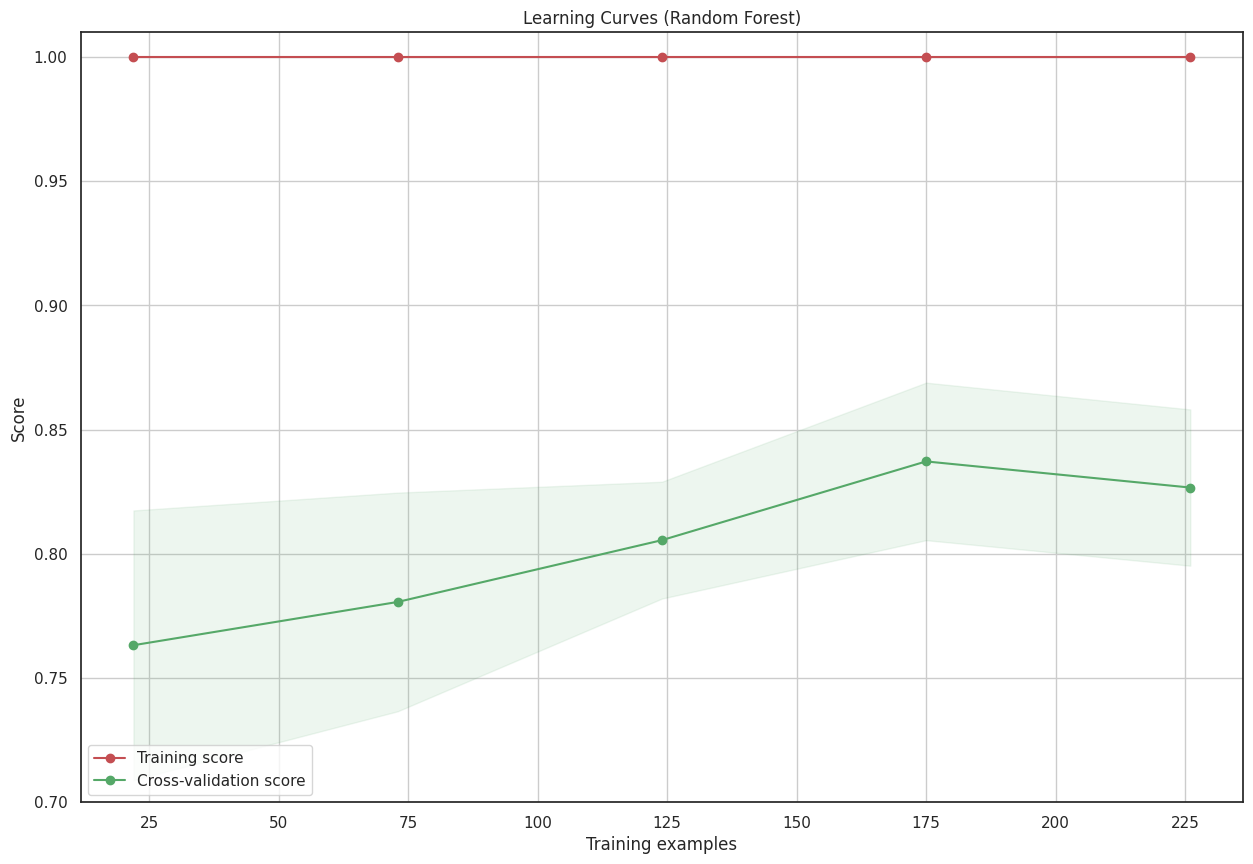 Learning Curves (Random Forest)
1.00
0.95
0.90
0.85
0.80
0.75
0.70
Score
Training score
Cross-validation score
25 50 75 100 125 150 175 200 225
Training examples